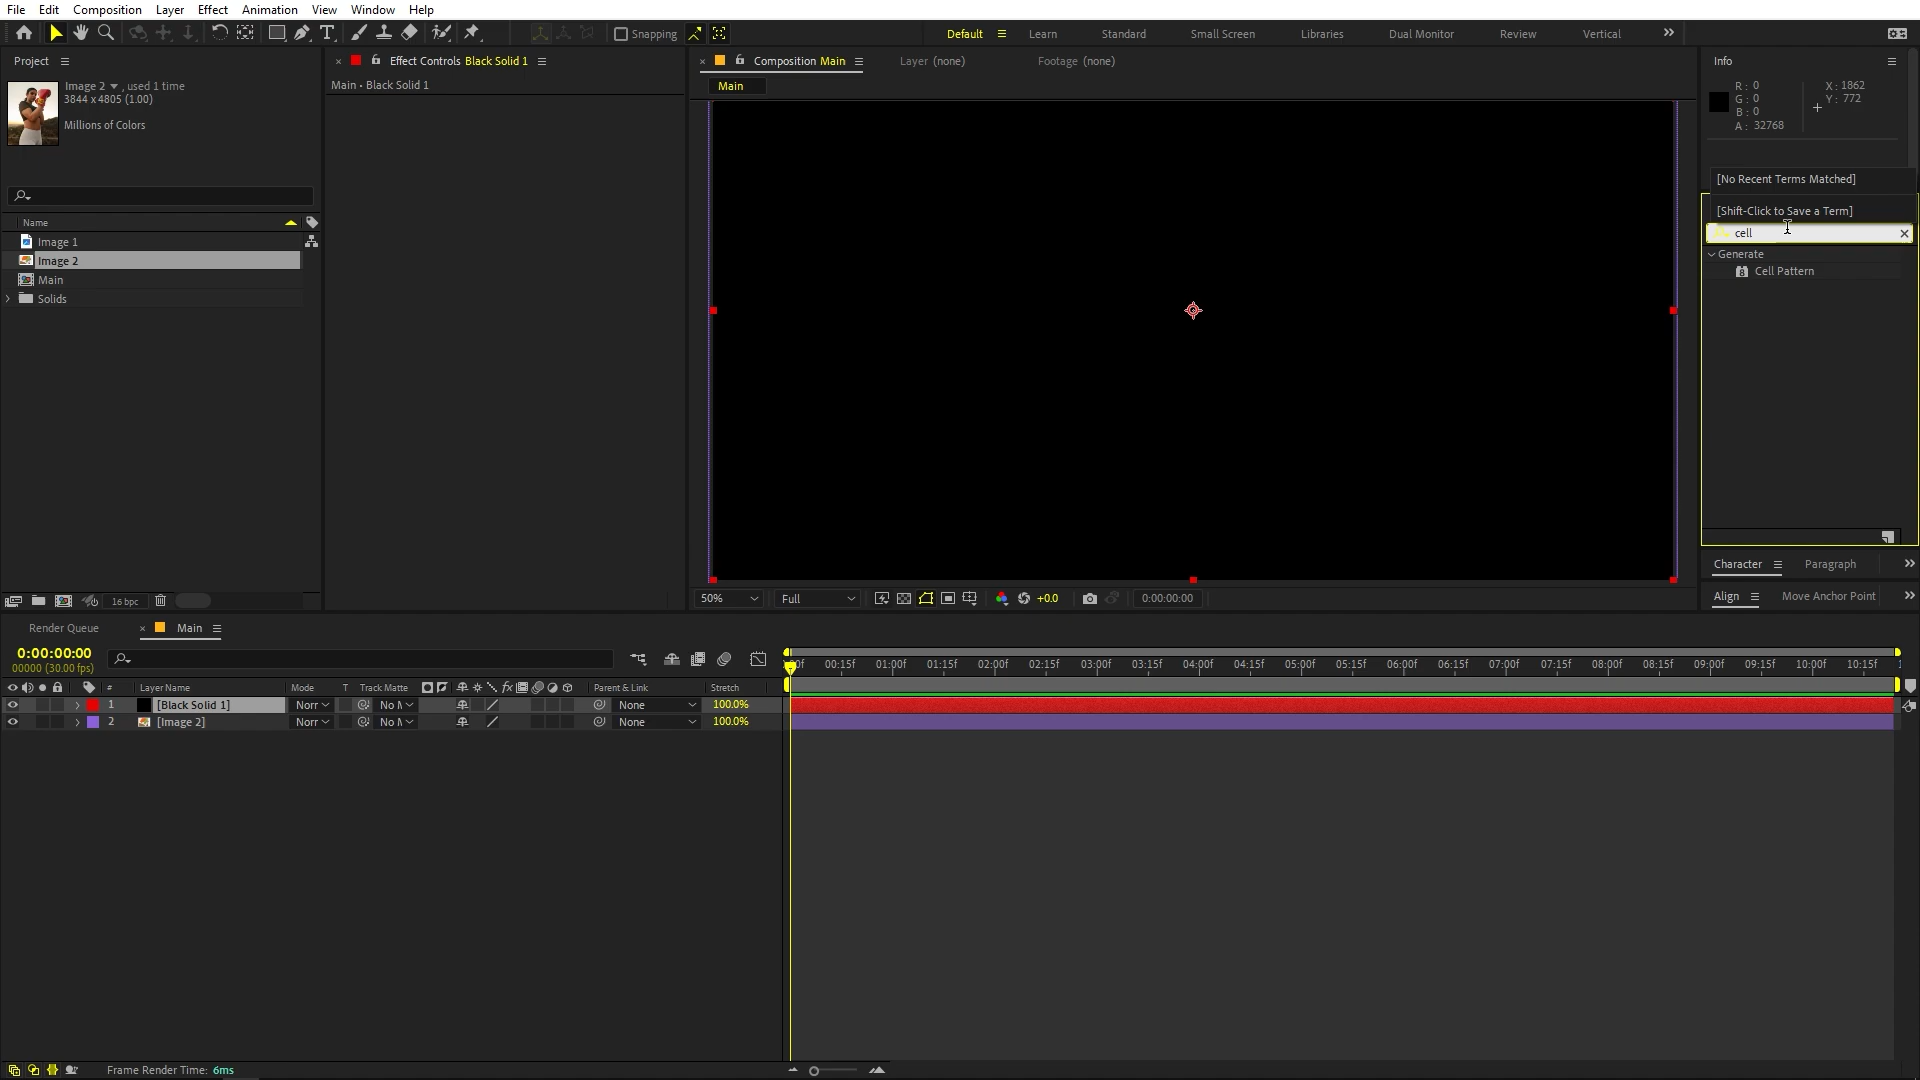 File Edit Composition Layer Effect Animation View Window Help
Snapping
Default Learn Standard Small Screen Libraries Dual Monitor Review Vertical
Project
Image 2 , used 1 time
3844 x 4805 (1.00)
Millions of Colors
Name
Image 1
Image 2
Main
Solids
16 bpc
Effect Controls Black Solid 1
Main • Black Solid 1
Composition Main
Layer (none)
Footage (none)
Main
50%
Full
+0.0
0:00:00:00
Info
R : 0
G : 0
B : 0
A : 32768
X : 1862
Y : 772
[No Recent Terms Matched]
[Shift-Click to Save a Term]
cell
Generate
Cell Pattern
Character
Paragraph
Align
Move Anchor Point
Render Queue
Main
0:00:00:00
00000 (30.00 fps)
# Layer Name Mode T Track Matte Parent & Link Stretch
1 [Black Solid 1] Norr No None 100.0%
2 [Image 2] Norr No None 100.0%
00:15f 01:00f 01:15f 02:00f 02:15f 03:00f 03:15f 04:00f 04:15f 05:00f 05:15f 06:00f 06:15f 07:00f 07:15f 08:00f 08:15f 09:00f 09:15f 10:00f 10:15f
Frame Render Time: 6ms